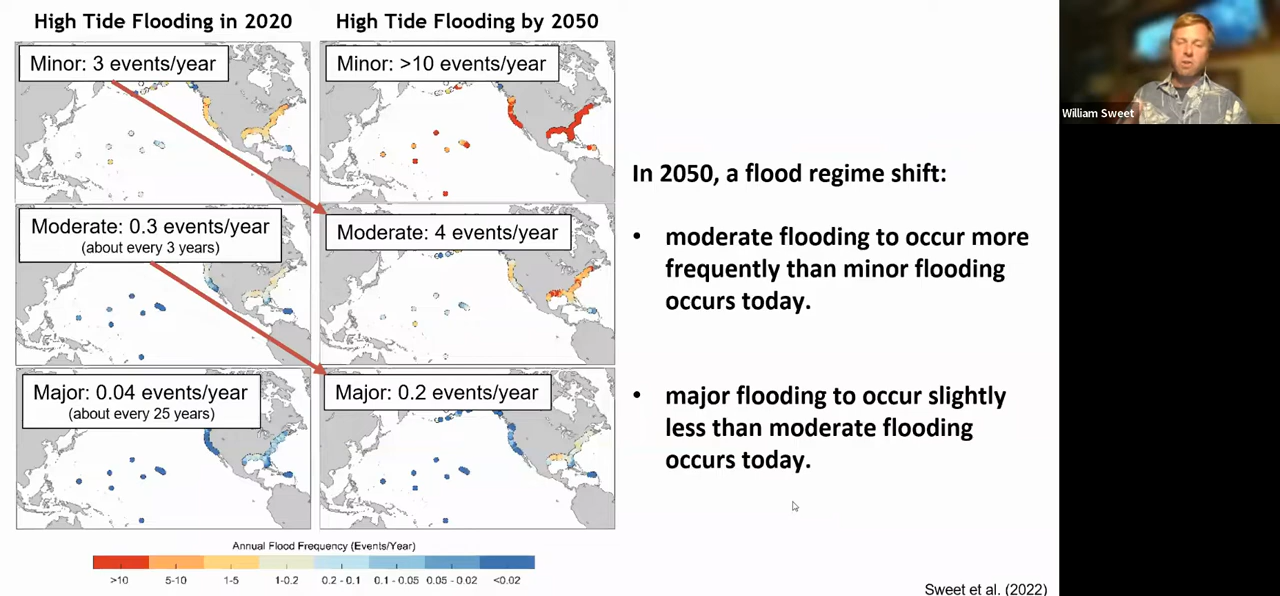 High Tide Flooding in 2020
High Tide Flooding by 2050
Minor: 3 events/year
Minor: >10 events/year
William Sweet
In 2050, a flood regime shift:
Moderate: 0.3 events/year
(about every 3 years)
Moderate: 4 events/year
• moderate flooding to occur more
frequently than minor flooding
occurs today.
Major: 0.04 events/year
(about every 25 years)
Major: 0.2 events/year
• major flooding to occur slightly
less than moderate flooding
occurs today.
Annual Flood Frequency (Events/Year)
>10 5-10 1-5 1-0.2 0.2 - 0.1 0.1 - 0.05 0.05 - 0.02 <0.02
Sweet et al. (2022)